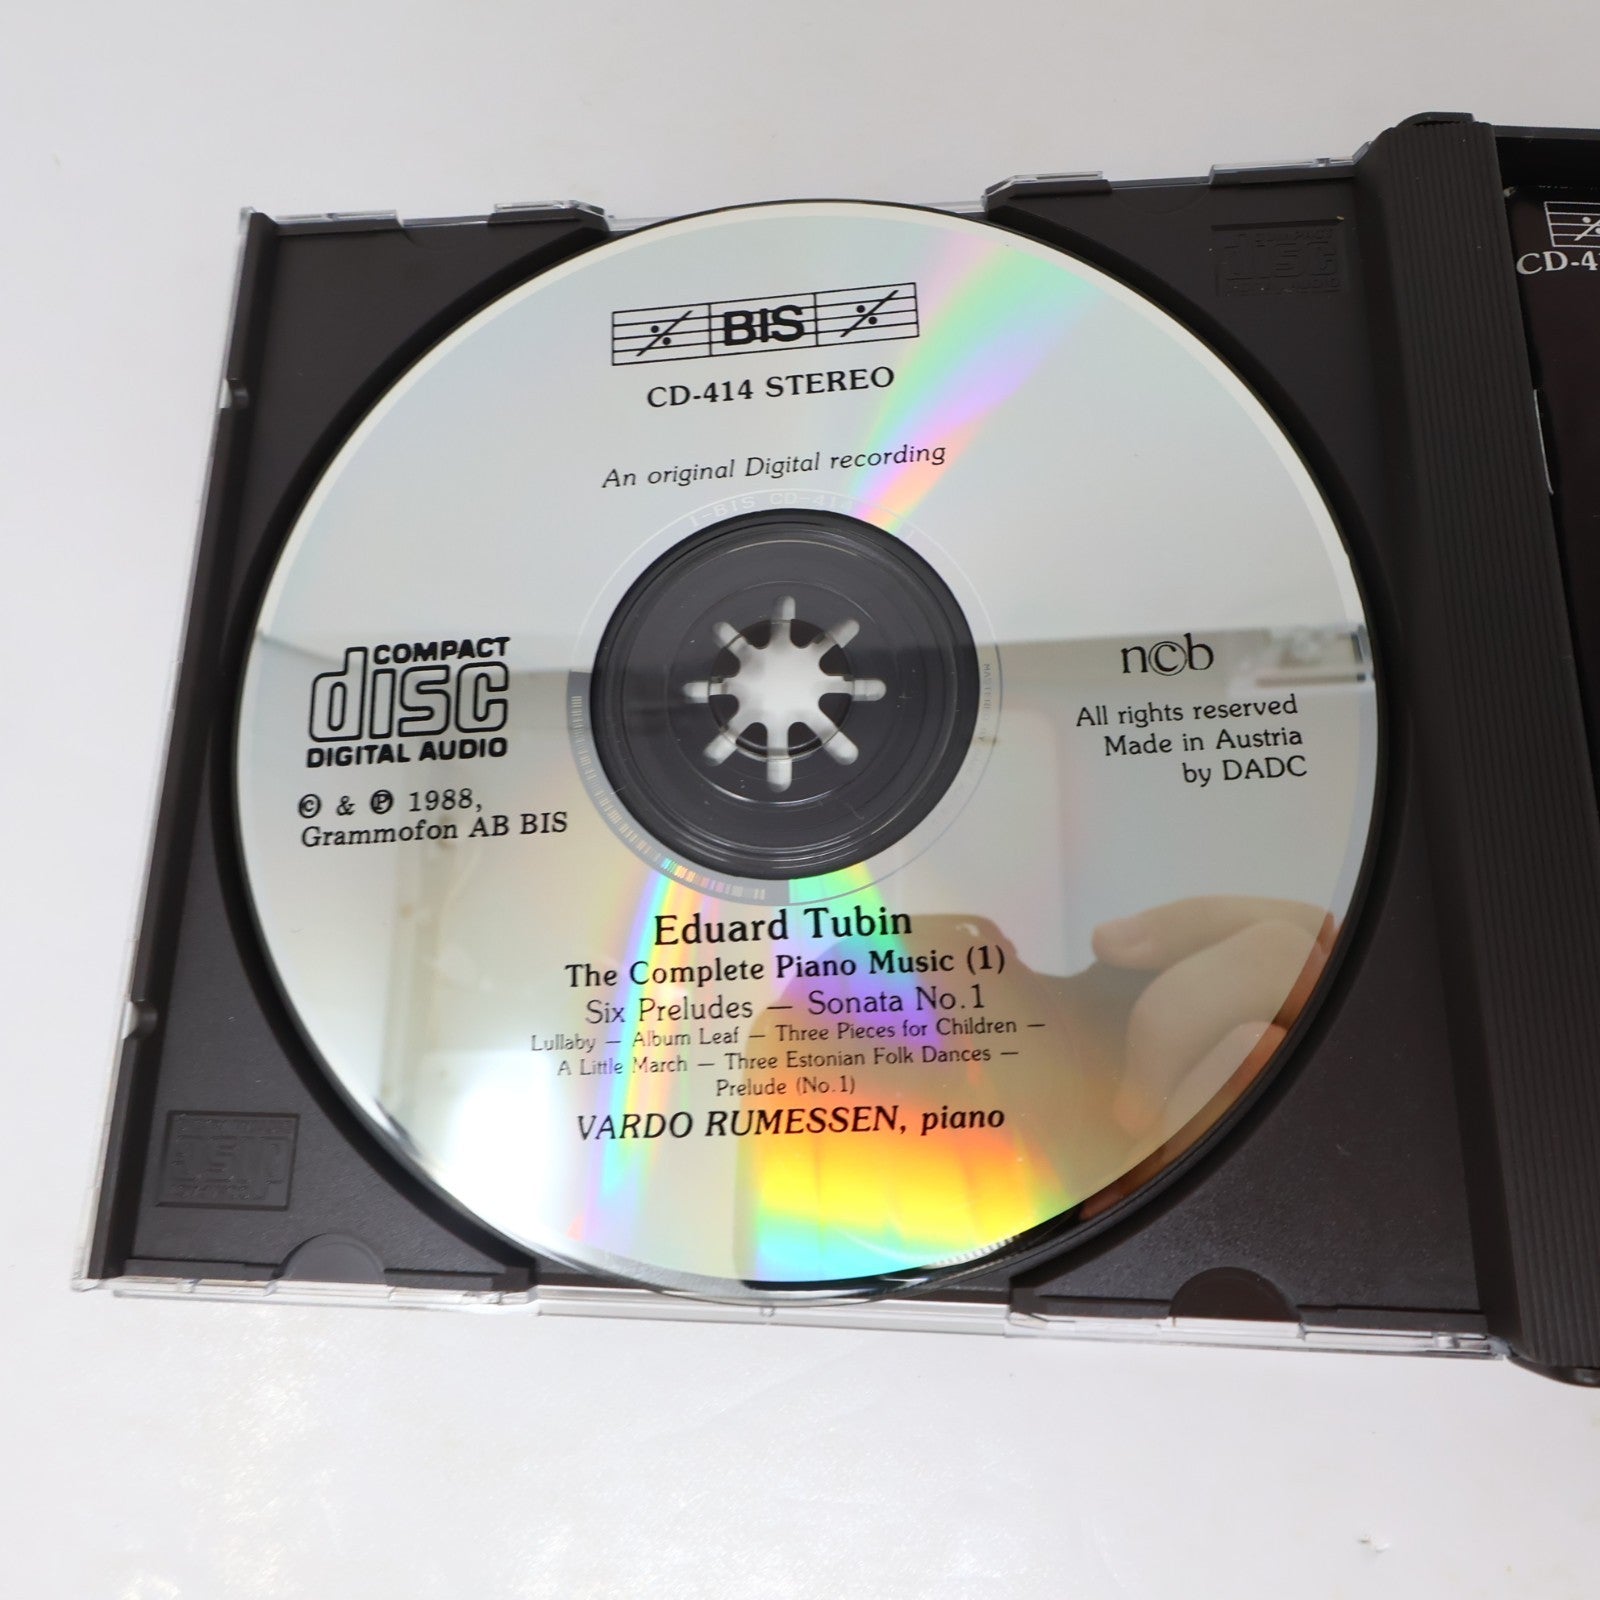 BIS
CD-414 STEREO
An original Digital recording
COMPACT
disc
DIGITAL AUDIO
© & ℗ 1988,
Grammofon AB BIS
n©b
All rights reserved
Made in Austria
by DADC
Eduard Tubin
The Complete Piano Music (1)
Six Preludes — Sonata No.1
Lullaby — Album Leaf — Three Pieces for Children —
A Little March — Three Estonian Folk Dances —
Prelude (No.1)
VARDO RUMESSEN, piano